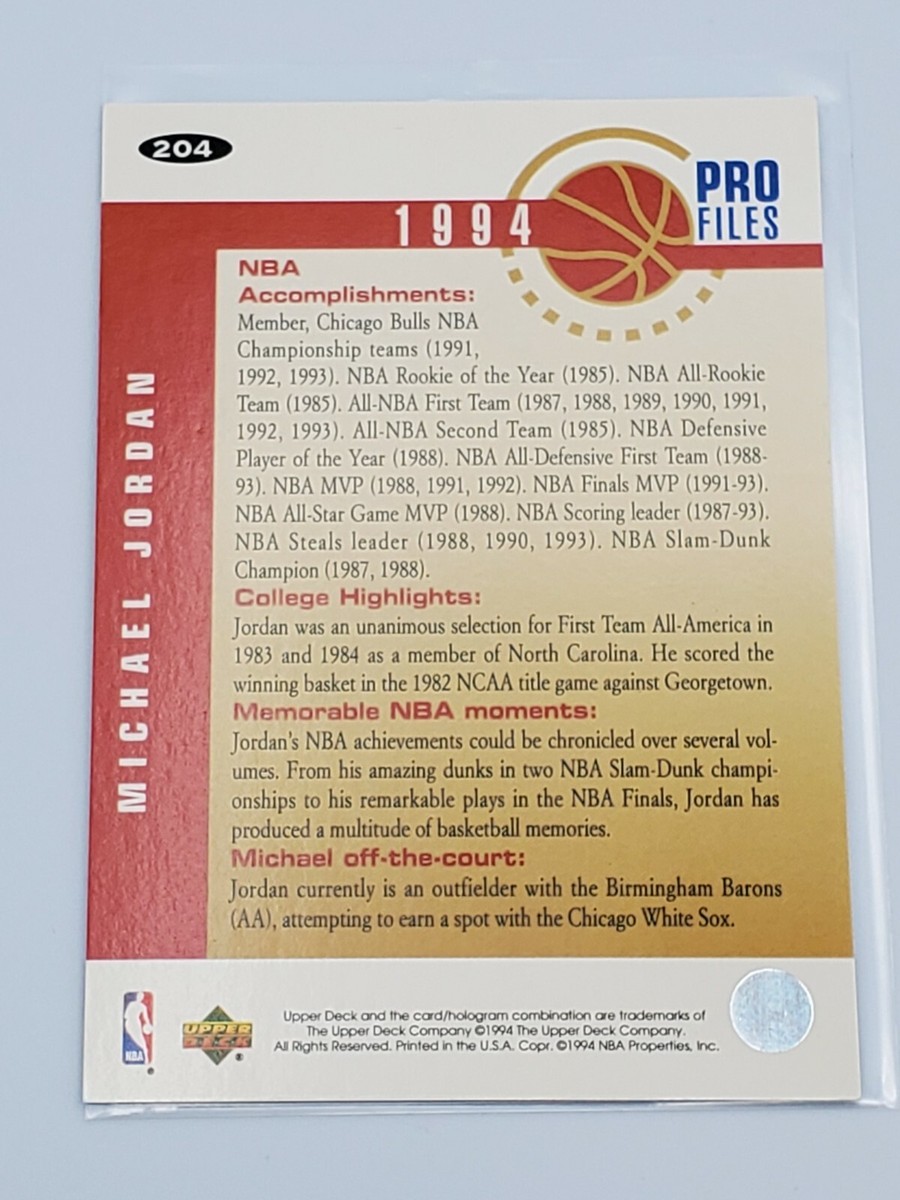 204
PRO
FILES
1994
MICHAEL JORDAN
NBA
Accomplishments:
Member, Chicago Bulls NBA
Championship teams (1991,
1992, 1993). NBA Rookie of the Year (1985). NBA All-Rookie
Team (1985). All-NBA First Team (1987, 1988, 1989, 1990, 1991,
1992, 1993). All-NBA Second Team (1985). NBA Defensive
Player of the Year (1988). NBA All-Defensive First Team (1988-
93). NBA MVP (1988, 1991, 1992). NBA Finals MVP (1991-93).
NBA All-Star Game MVP (1988). NBA Scoring leader (1987-93).
NBA Steals leader (1988, 1990, 1993). NBA Slam-Dunk
Champion (1987, 1988).
College Highlights:
Jordan was an unanimous selection for First Team All-America in
1983 and 1984 as a member of North Carolina. He scored the
winning basket in the 1982 NCAA title game against Georgetown.
Memorable NBA moments:
Jordan's NBA achievements could be chronicled over several vol-
umes. From his amazing dunks in two NBA Slam-Dunk champi-
onships to his remarkable plays in the NBA Finals, Jordan has
produced a multitude of basketball memories.
Michael off-the-court:
Jordan currently is an outfielder with the Birmingham Barons
(AA), attempting to earn a spot with the Chicago White Sox.
NBA
®
UPPER
DECK
®
Upper Deck and the card/hologram combination are trademarks of
The Upper Deck Company ©1994 The Upper Deck Company.
All Rights Reserved. Printed in the U.S.A. Copr. ©1994 NBA Properties, Inc.